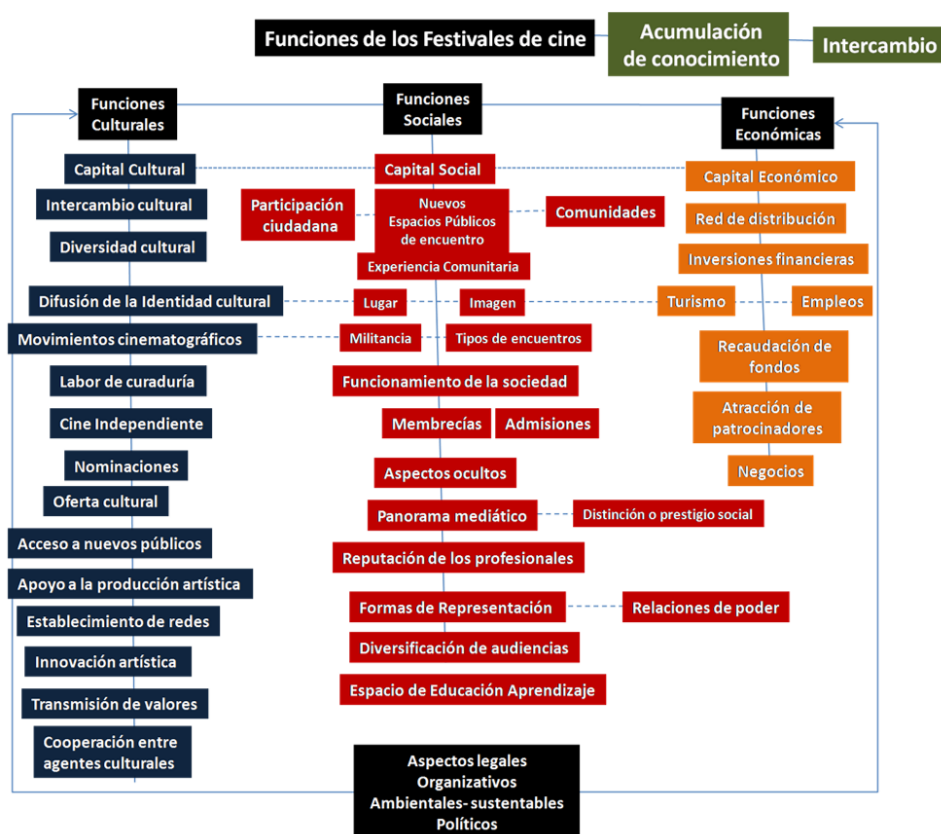 Funciones de los Festivales de cine
Acumulación
de conocimiento
Intercambio
Funciones
Culturales
Capital Cultural
Intercambio cultural
Diversidad cultural
Difusión de la Identidad cultural
Movimientos cinematográficos
Labor de curaduría
Cine Independiente
Nominaciones
Oferta cultural
Acceso a nuevos públicos
Apoyo a la producción artística
Establecimiento de redes
Innovación artística
Transmisión de valores
Cooperación entre
agentes culturales
Funciones
Sociales
Capital Social
Participación
ciudadana
Nuevos
Espacios Públicos
de encuentro
Comunidades
Experiencia Comunitaria
Lugar
Imagen
Militancia
Tipos de encuentros
Funcionamiento de la sociedad
Membrecías
Admisiones
Aspectos ocultos
Panorama mediático
Distinción o prestigio social
Reputación de los profesionales
Formas de Representación
Relaciones de poder
Diversificación de audiencias
Espacio de Educación Aprendizaje
Funciones
Económicas
Capital Económico
Red de distribución
Inversiones financieras
Turismo
Empleos
Recaudación de
fondos
Atracción de
patrocinadores
Negocios
Aspectos legales
Organizativos
Ambientales- sustentables
Políticos